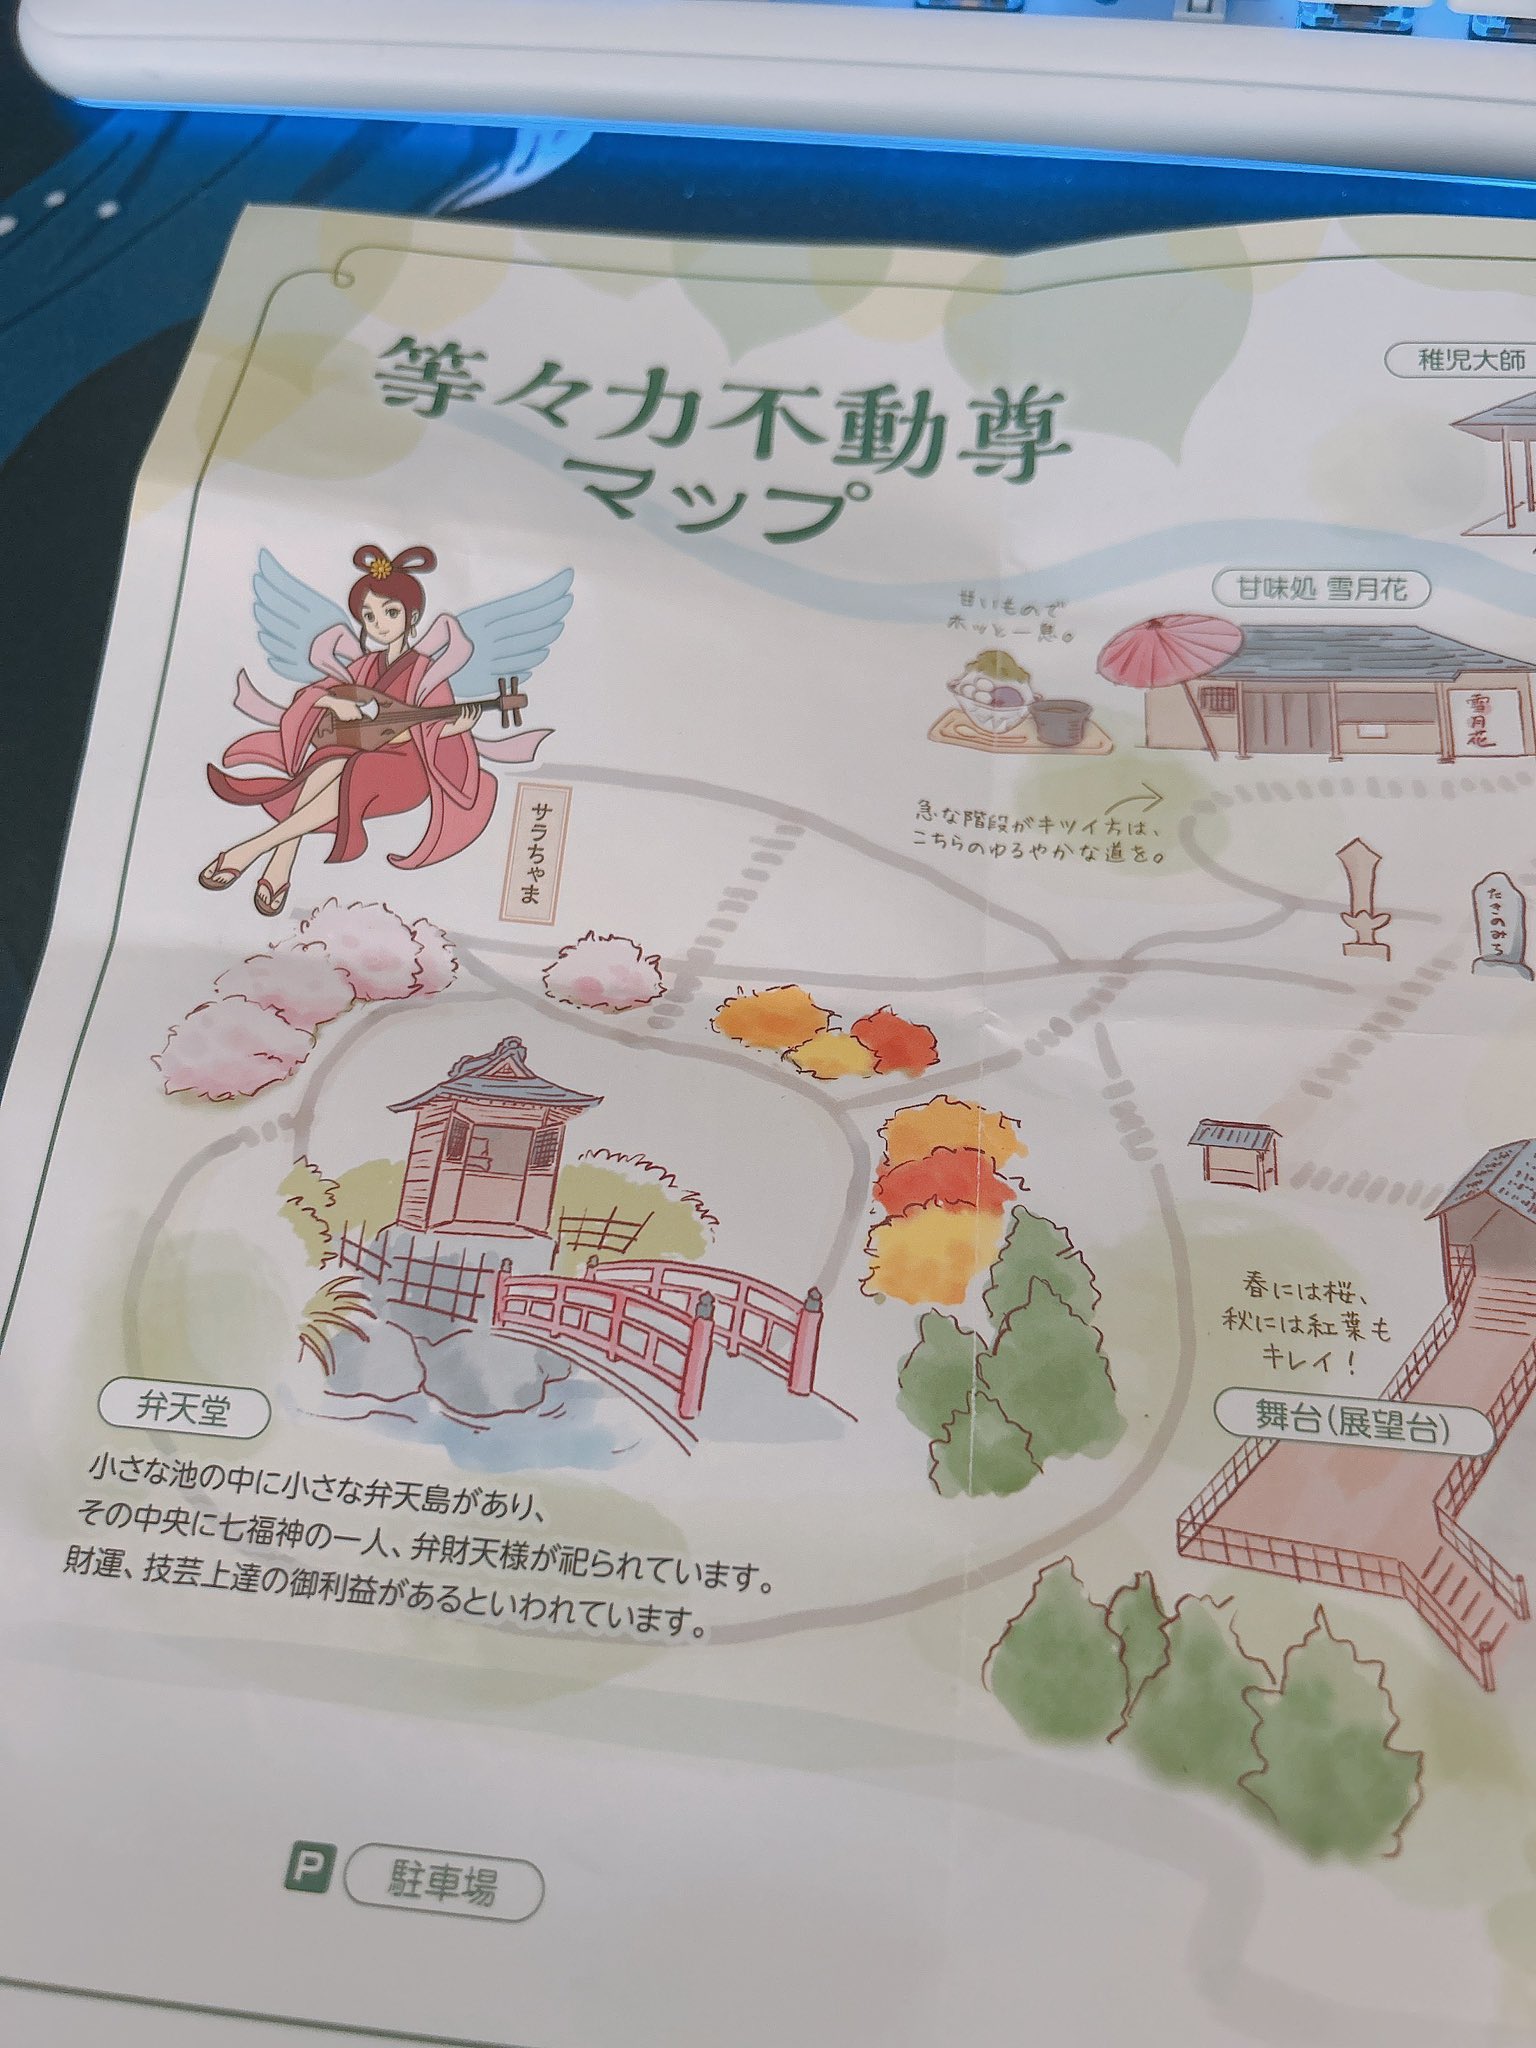 等々力不動尊
マップ
稚児大師
甘味処 雪月花
甘いもので
ホッと一息。
雪月花
サラちゃま
急な階段がキツイ方は、
こちらのゆるやかな道を。
たきのみち
春には桜、
秋には紅葉も
キレイ!
舞台(展望台)
弁天堂
小さな池の中に小さな弁天島があり、
その中央に七福神の一人、弁財天様が祀られています。
財運、技芸上達の御利益があるといわれています。
P 駐車場